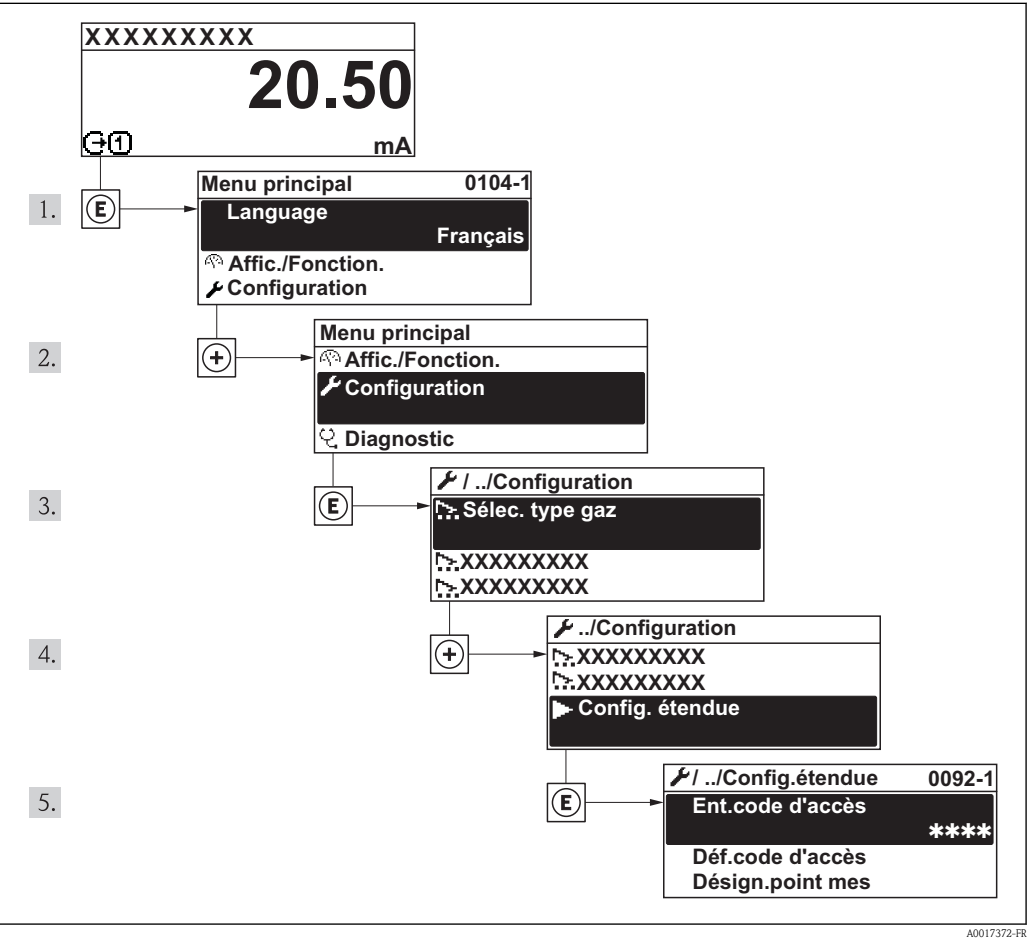 XXXXXXXXX
20.50
1 mA
Menu principal 0104-1
1. E Language
Français
Affic./Fonction.
Configuration
Menu principal
2. + Affic./Fonction.
Configuration
Diagnostic
/ ../Configuration
3. E Sélec. type gaz
XXXXXXXXX
XXXXXXXXX
../Configuration
4. + XXXXXXXXX
XXXXXXXXX
Config. étendue
/ ../Config.étendue 0092-1
5. E Ent.code d'accès
****
Déf.code d'accès
Désign.point mes
A0017372-FR